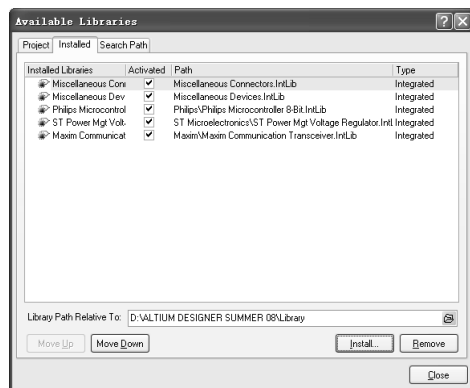 Available Libraries
Project Installed Search Path
Installed Libraries Activated Path Type
Miscellaneous Conn Miscellaneous Connectors.IntLib Integrated
Miscellaneous Dev Miscellaneous Devices.IntLib Integrated
Philips Microcontrol Philips\Philips Microcontroller 8-Bit.IntLib Integrated
ST Power Mgt Volt. ST Microelectronics\ST Power Mgt Voltage Regulator.IntL Integrated
Maxim Communicat Maxim\Maxim Communication Transceiver.IntLib Integrated
Library Path Relative To: D:\ALTIUM DESIGNER SUMMER 08\Library
Move Up Move Down Install... Remove
Close